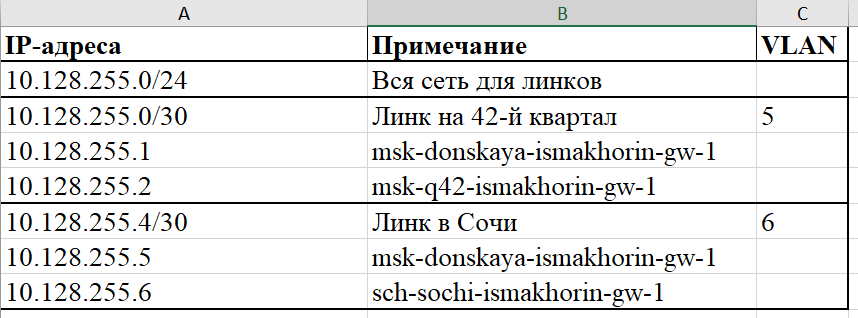 A B C
IP-адреса Примечание VLAN
10.128.255.0/24 Вся сеть для линков
10.128.255.0/30 Линк на 42-й квартал 5
10.128.255.1 msk-donskaya-ismakhorin-gw-1
10.128.255.2 msk-q42-ismakhorin-gw-1
10.128.255.4/30 Линк в Сочи 6
10.128.255.5 msk-donskaya-ismakhorin-gw-1
10.128.255.6 sch-sochi-ismakhorin-gw-1